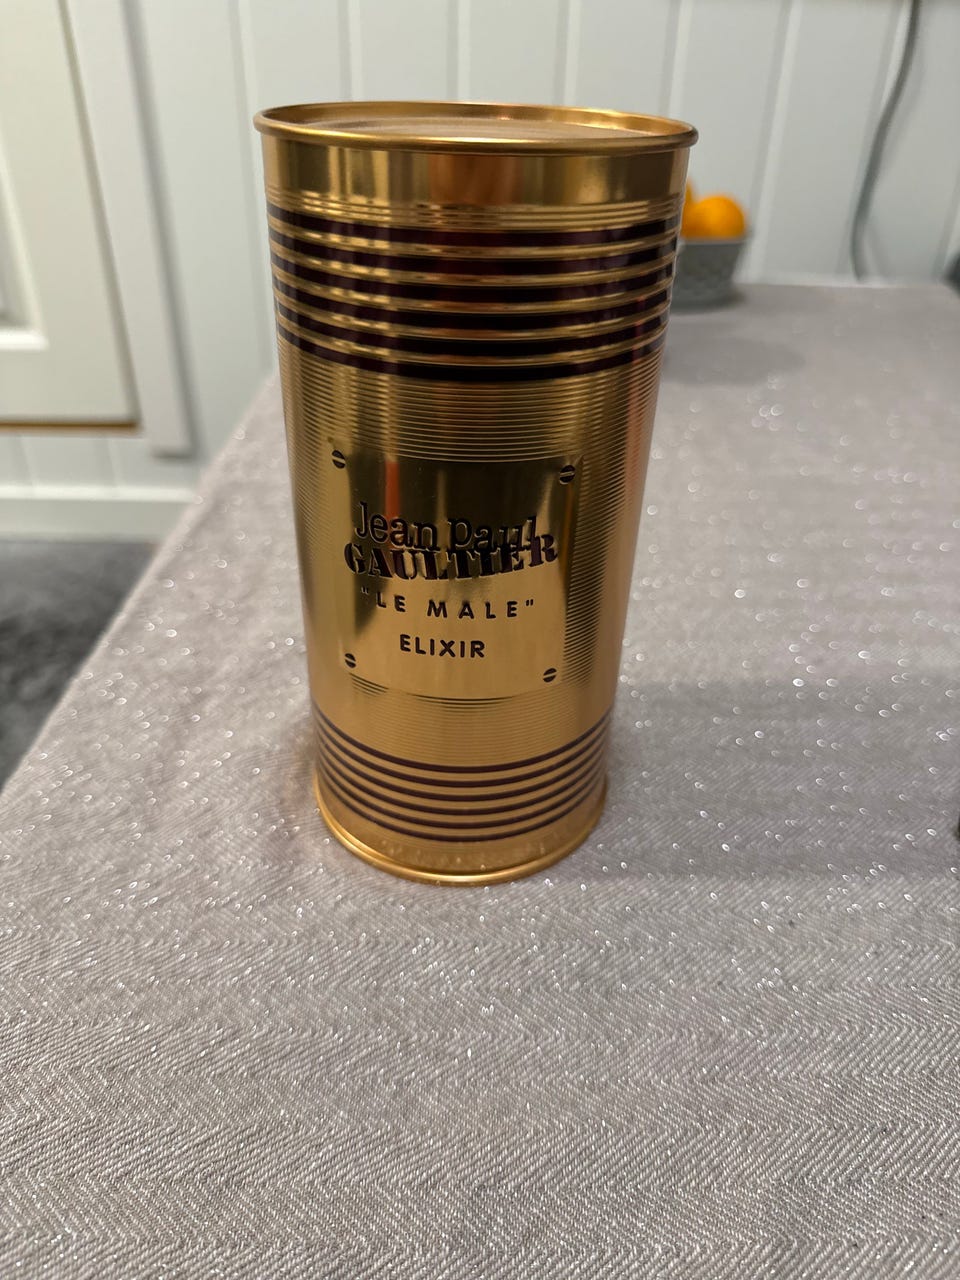 Jean Paul
GAULTIER
"LE MALE"
ELIXIR